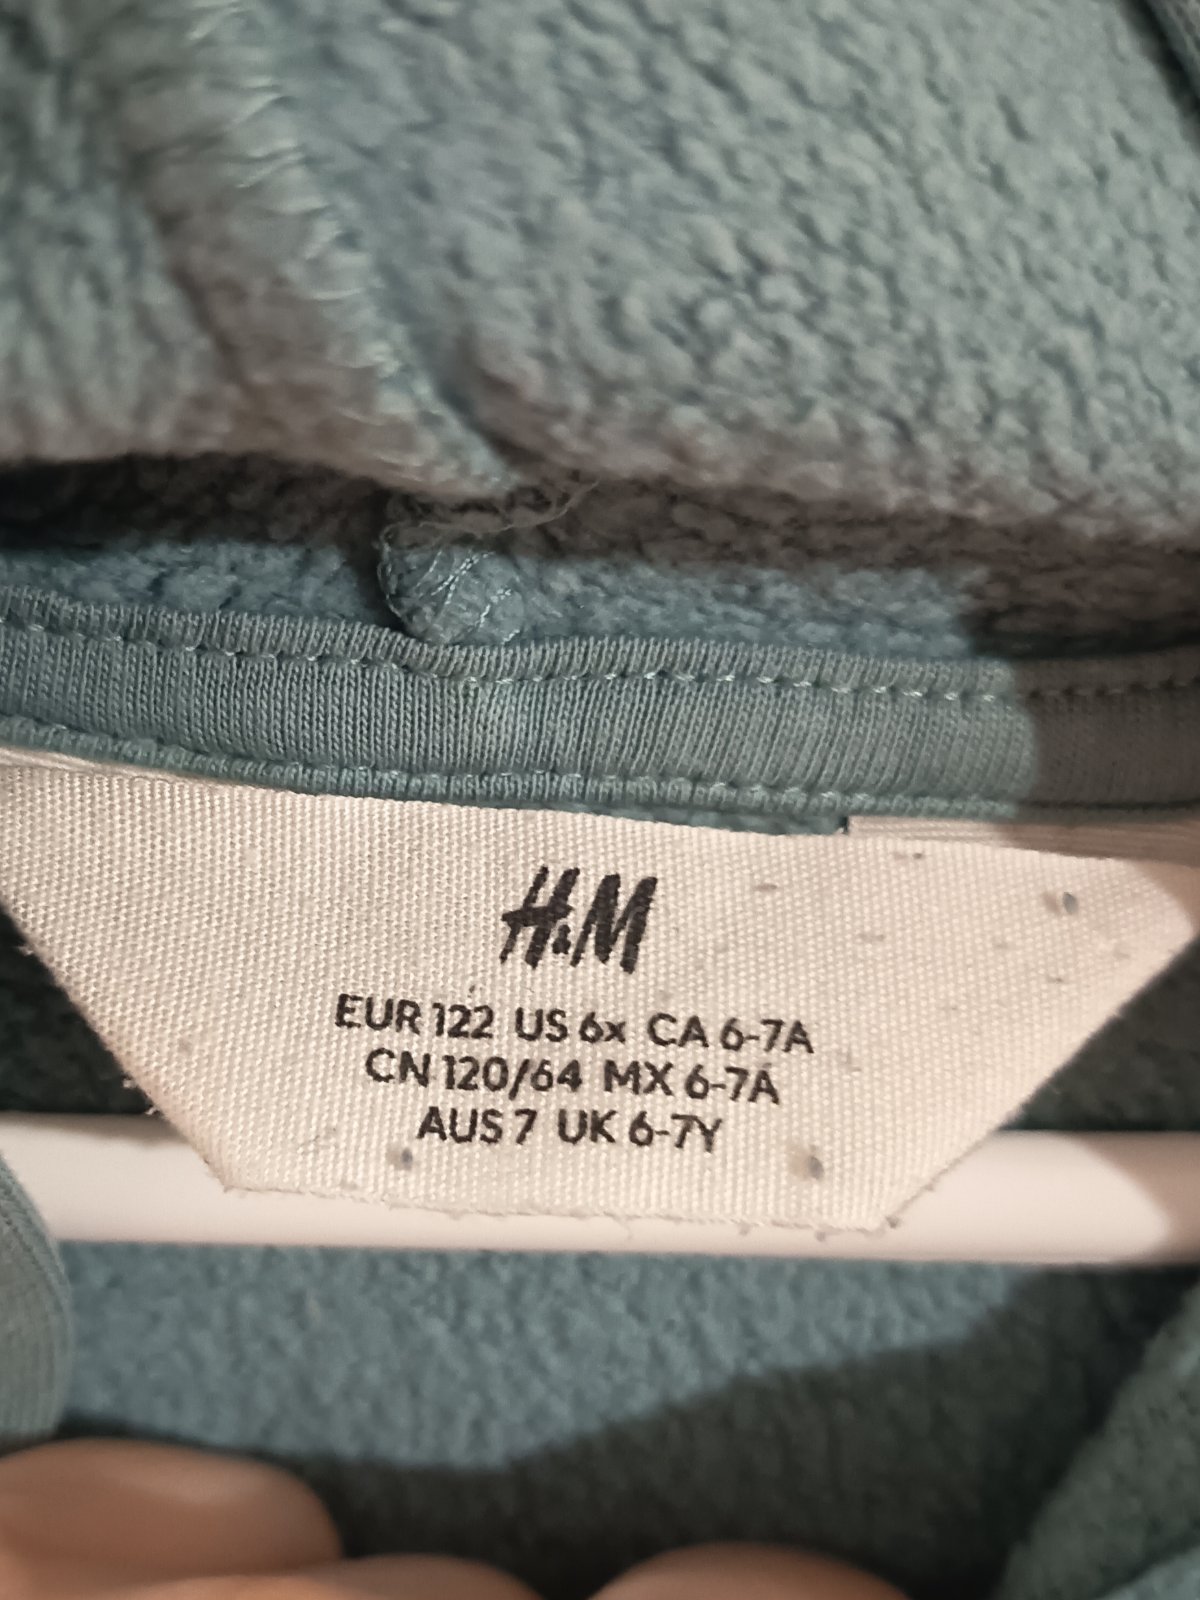 H&M
EUR 122 US 6x CA 6-7A
CN 120/64 MX 6-7A
AUS 7 UK 6-7Y